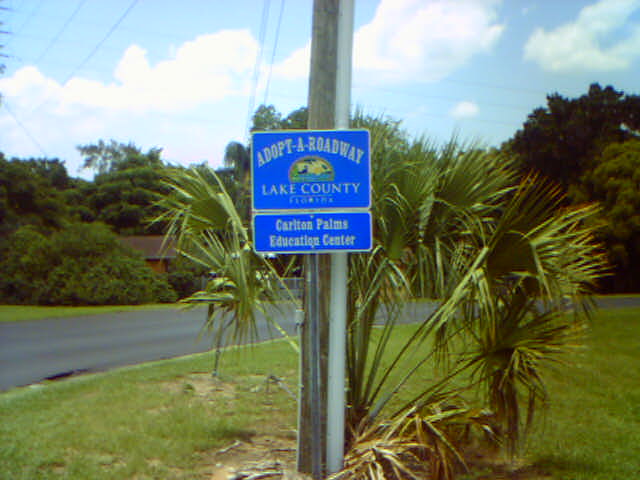 ADOPT-A-ROADWAY
LAKE COUNTY
FLORIDA
Carlton Palms
Education Center